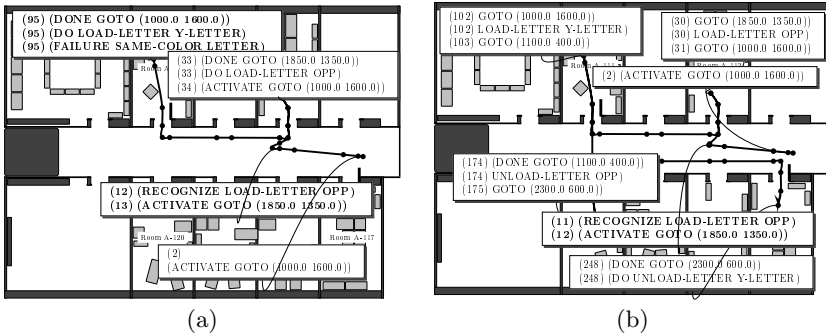 (95) (DONE GOTO (1000.0 1600.0))
(95) (DO LOAD-LETTER Y-LETTER)
(95) (FAILURE SAME-COLOR LETTER)
Room A-
(33) (DONE GOTO (1850.0 1350.0))
(33) (DO LOAD-LETTER OPP)
(34) (ACTIVATE GOTO (1000.0 1600.0))
(12) (RECOGNIZE LOAD-LETTER OPP)
(13) (ACTIVATE GOTO (1850.0 1350.0))
Room A-120
Room A-117
(2)
(ACTIVATE GOTO (1000.0 1600.0))
(a)
(102) GOTO (1000.0 1600.0))
(102) LOAD-LETTER Y-LETTER)
(103) GOTO (1100.0 400.0))
(30) GOTO (1850.0 1350.0))
(30) LOAD-LETTER OPP)
(31) GOTO (1000.0 1600.0))
(2) ACTIVATE GOTO (1000.0 1600.0))
(174) DONE GOTO (1100.0 400.0))
(174) UNLOAD-LETTER OPP)
(175) GOTO (2300.0 600.0))
(11) (RECOGNIZE LOAD-LETTER OPP)
(12) (ACTIVATE GOTO (1850.0 1350.0))
(248) (DONE GOTO (2300.0 600.0))
(248) (DO UNLOAD-LETTER Y-LETTER)
(b)